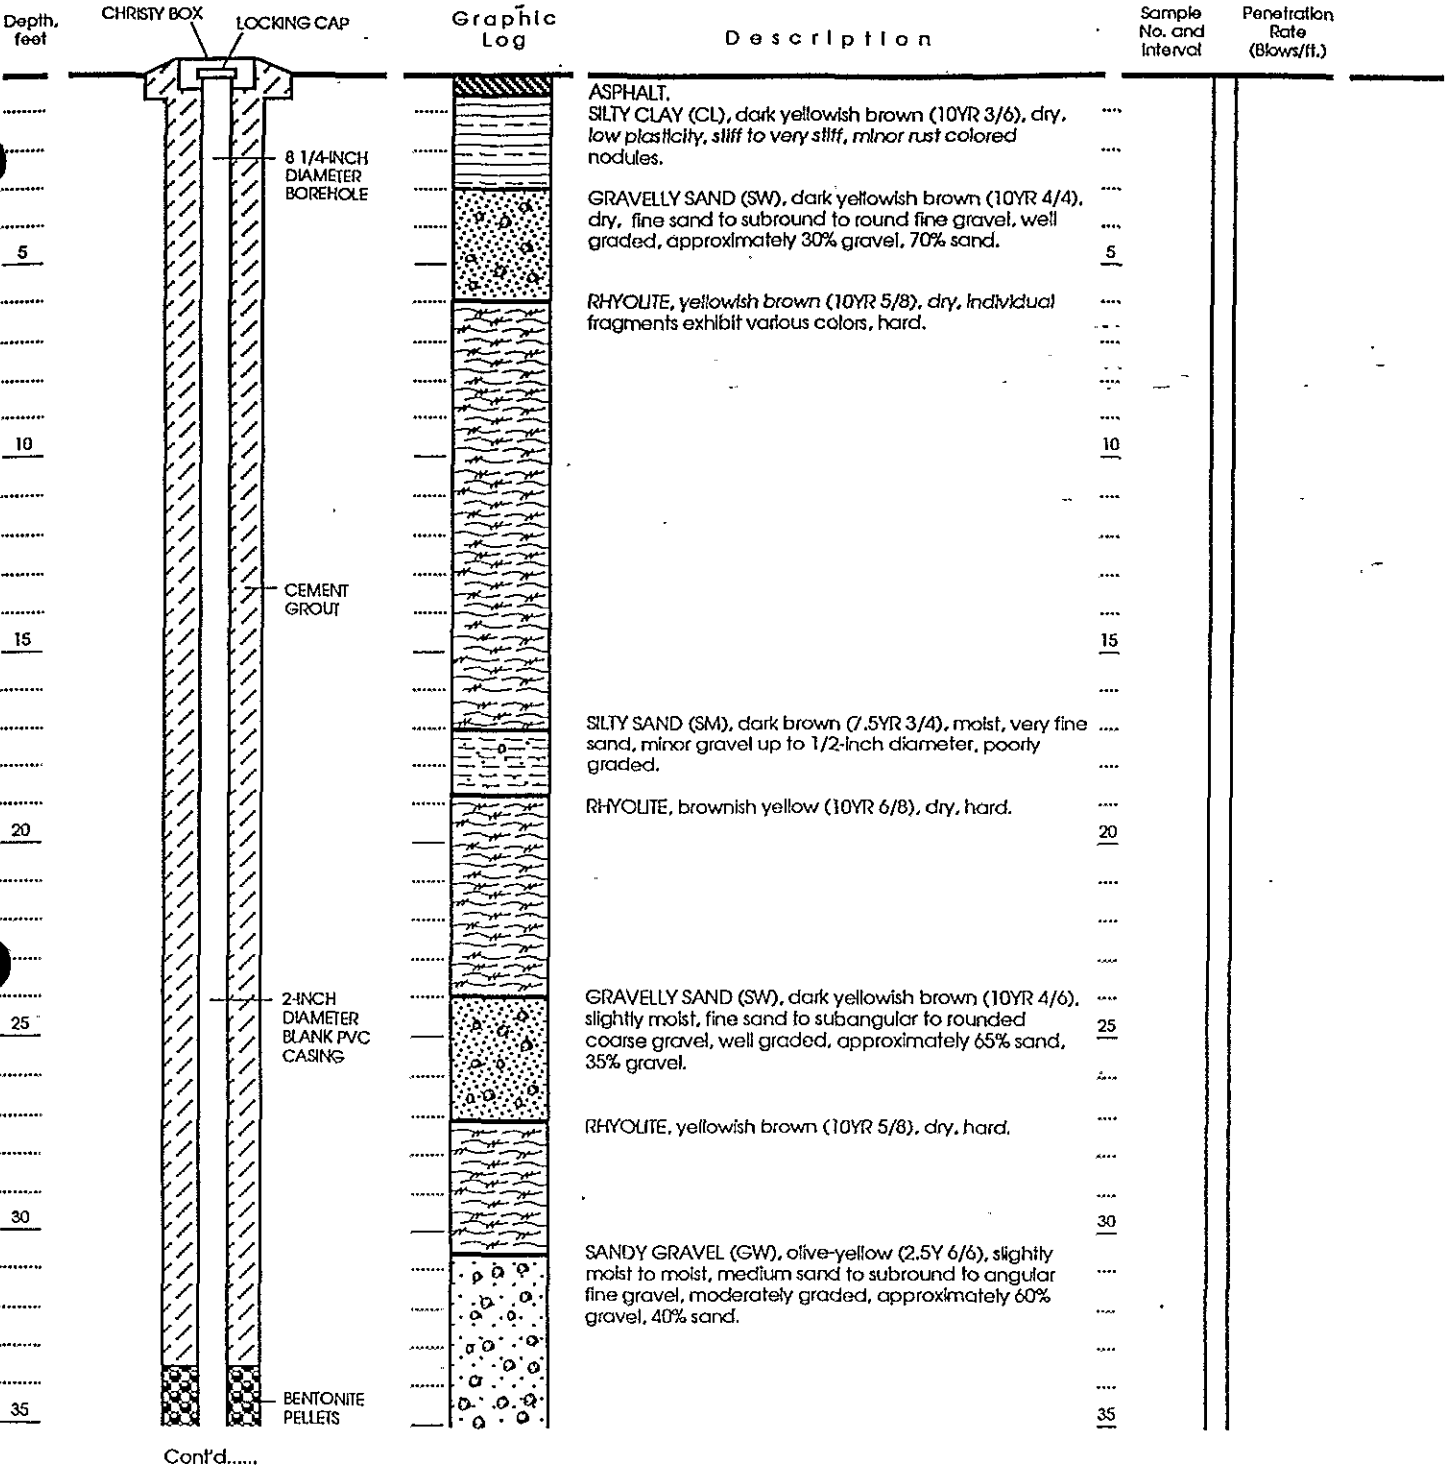 Depth,
feet
CHRISTY BOX
LOCKING CAP
Graphic
Log
Description
Sample
No. and
Interval
Penetration
Rate
(Blows/ft.)
ASPHALT.
SILTY CLAY (CL), dark yellowish brown (10YR 3/6), dry,
low plasticity, stiff to very stiff, minor rust colored
nodules.
8 1/4-INCH
DIAMETER
BOREHOLE
GRAVELLY SAND (SW), dark yellowish brown (10YR 4/4),
dry, fine sand to subround to round fine gravel, well
graded, approximately 30% gravel, 70% sand.
5
5
RHYOLITE, yellowish brown (10YR 5/8), dry, individual
fragments exhibit various colors, hard.
10
10
CEMENT
GROUT
15
15
SILTY SAND (SM), dark brown (7.5YR 3/4), moist, very fine
sand, minor gravel up to 1/2-inch diameter, poorly
graded.
RHYOLITE, brownish yellow (10YR 6/8), dry, hard.
20
20
2-INCH
DIAMETER
BLANK PVC
CASING
GRAVELLY SAND (SW), dark yellowish brown (10YR 4/6),
slightly moist, fine sand to subangular to rounded
coarse gravel, well graded, approximately 65% sand,
35% gravel.
25
25
RHYOLITE, yellowish brown (10YR 5/8), dry, hard.
30
30
SANDY GRAVEL (GW), olive-yellow (2.5Y 6/6), slightly
moist to moist, medium sand to subround to angular
fine gravel, moderately graded, approximately 60%
gravel, 40% sand.
BENTONITE
PELLETS
35
35
Cont'd......